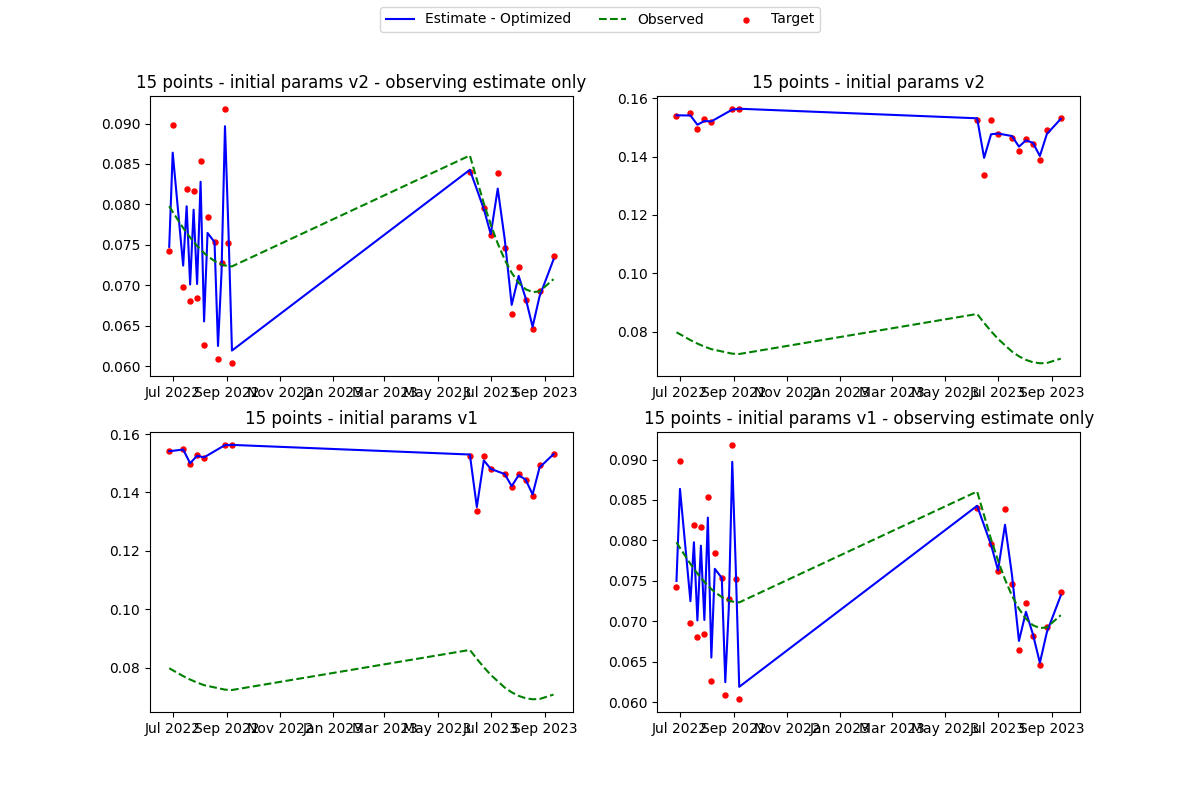 Estimate - Optimized Observed Target
15 points - initial params v2 - observing estimate only
0.090
0.085
0.080
0.075
0.070
0.065
0.060
Jul 2022 Sep 2022 Nov 2022 Jan 2023 Mar 2023 May 2023 Jul 2023 Sep 2023
15 points - initial params v2
0.16
0.14
0.12
0.10
0.08
Jul 2022 Sep 2022 Nov 2022 Jan 2023 Mar 2023 May 2023 Jul 2023 Sep 2023
15 points - initial params v1
0.16
0.14
0.12
0.10
0.08
Jul 2022 Sep 2022 Nov 2022 Jan 2023 Mar 2023 May 2023 Jul 2023 Sep 2023
15 points - initial params v1 - observing estimate only
0.090
0.085
0.080
0.075
0.070
0.065
0.060
Jul 2022 Sep 2022 Nov 2022 Jan 2023 Mar 2023 May 2023 Jul 2023 Sep 2023